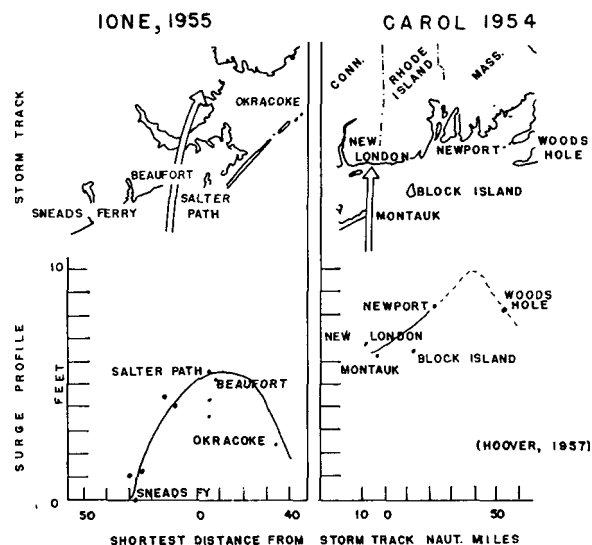 IONE, 1955
CAROL 1954
STORM TRACK
OKRACOKE
BEAUFORT
SALTER
PATH
SNEADS FERRY
CONN.
RHODE
ISLAND
MASS.
NEW
LONDON
NEWPORT
WOODS
HOLE
BLOCK ISLAND
MONTAUK
SURGE PROFILE
FEET
10
0
SALTER PATH
BEAUFORT
OKRACOKE
SNEADS FY
NEWPORT
WOODS
HOLE
NEW LONDON
MONTAUK
BLOCK ISLAND
(HOOVER, 1957)
50 0 40 10 0 50
SHORTEST DISTANCE FROM STORM TRACK NAUT. MILES